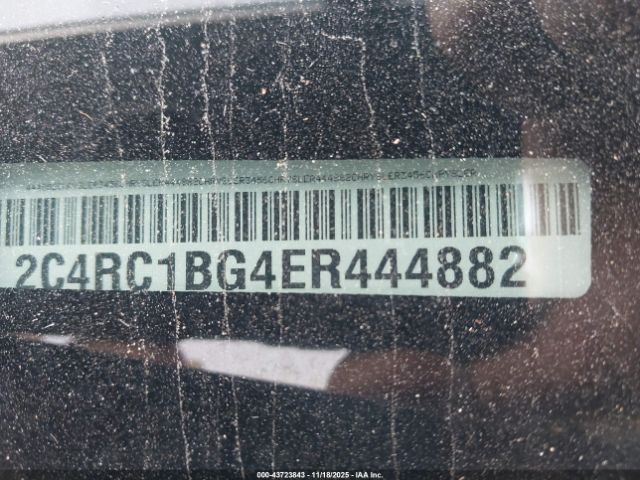 2C4RC1BG4ER444882
000-43723843 - 11/18/2025 - IAA Inc.